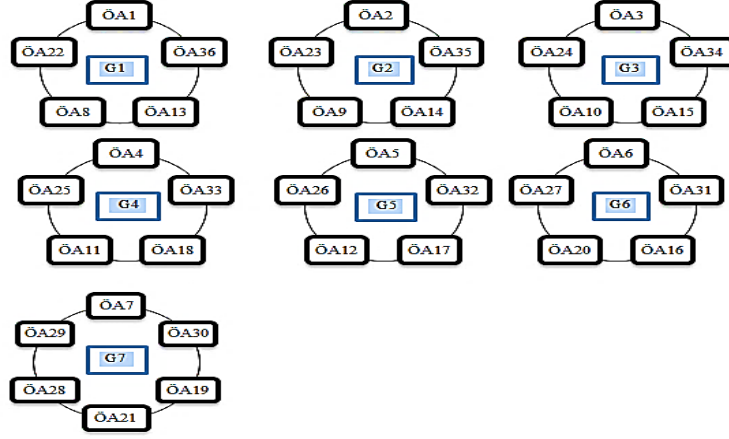 ÖA1 ÖA2 ÖA3
ÖA22 ÖA36 ÖA23 ÖA35 ÖA24 ÖA34
G1 G2 G3
ÖA8 ÖA13 ÖA9 ÖA14 ÖA10 ÖA15
ÖA4 ÖA5 ÖA6
ÖA25 ÖA33 ÖA26 ÖA32 ÖA27 ÖA31
G4 G5 G6
ÖA11 ÖA18 ÖA12 ÖA17 ÖA20 ÖA16
ÖA7
ÖA29 ÖA30
G7
ÖA28 ÖA19
ÖA21